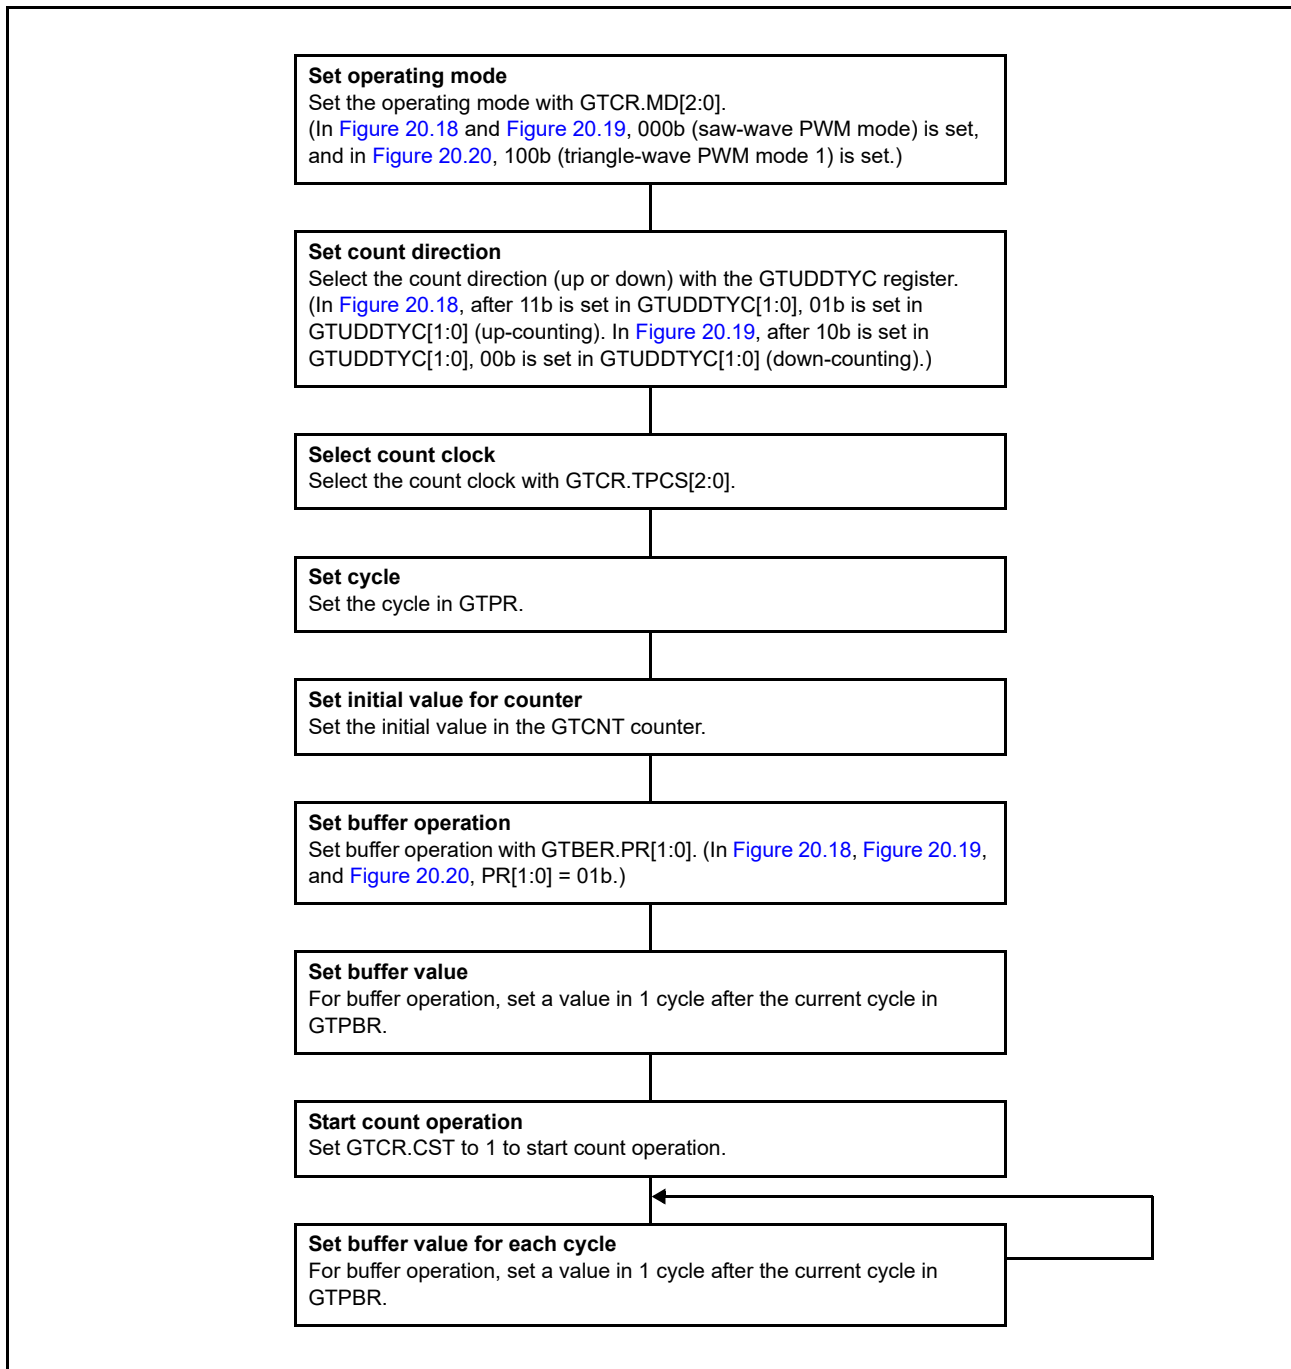 Set operating mode
Set the operating mode with GTCR.MD[2:0].
(In Figure 20.18 and Figure 20.19, 000b (saw-wave PWM mode) is set,
and in Figure 20.20, 100b (triangle-wave PWM mode 1) is set.)
Set count direction
Select the count direction (up or down) with the GTUDDTYC register.
(In Figure 20.18, after 11b is set in GTUDDTYC[1:0], 01b is set in
GTUDDTYC[1:0] (up-counting). In Figure 20.19, after 10b is set in
GTUDDTYC[1:0], 00b is set in GTUDDTYC[1:0] (down-counting).)
Select count clock
Select the count clock with GTCR.TPCS[2:0].
Set cycle
Set the cycle in GTPR.
Set initial value for counter
Set the initial value in the GTCNT counter.
Set buffer operation
Set buffer operation with GTBER.PR[1:0]. (In Figure 20.18, Figure 20.19,
and Figure 20.20, PR[1:0] = 01b.)
Set buffer value
For buffer operation, set a value in 1 cycle after the current cycle in
GTPBR.
Start count operation
Set GTCR.CST to 1 to start count operation.
Set buffer value for each cycle
For buffer operation, set a value in 1 cycle after the current cycle in
GTPBR.